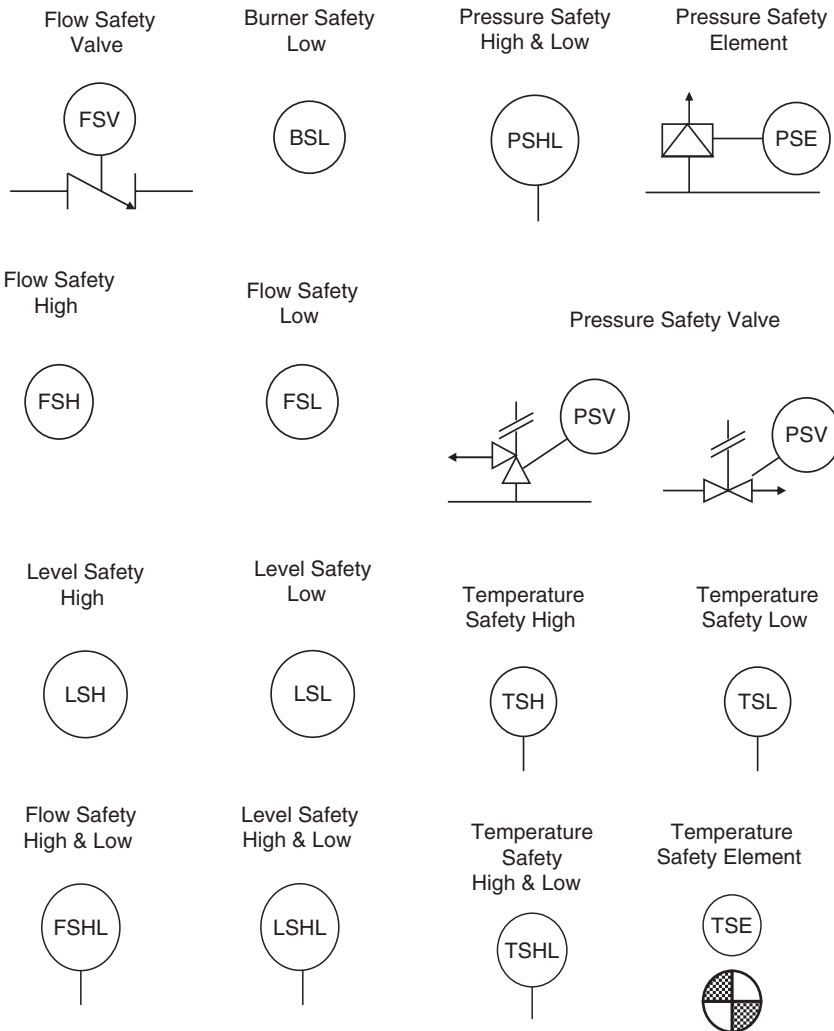 Flow Safety
Valve
FSV
Burner Safety
Low
BSL
Pressure Safety
High & Low
PSHL
Pressure Safety
Element
PSE
Flow Safety
High
FSH
Flow Safety
Low
FSL
Pressure Safety Valve
PSV
PSV
Level Safety
High
LSH
Level Safety
Low
LSL
Temperature
Safety High
TSH
Temperature
Safety Low
TSL
Flow Safety
High & Low
FSHL
Level Safety
High & Low
LSHL
Temperature
Safety
High & Low
TSHL
Temperature
Safety Element
TSE